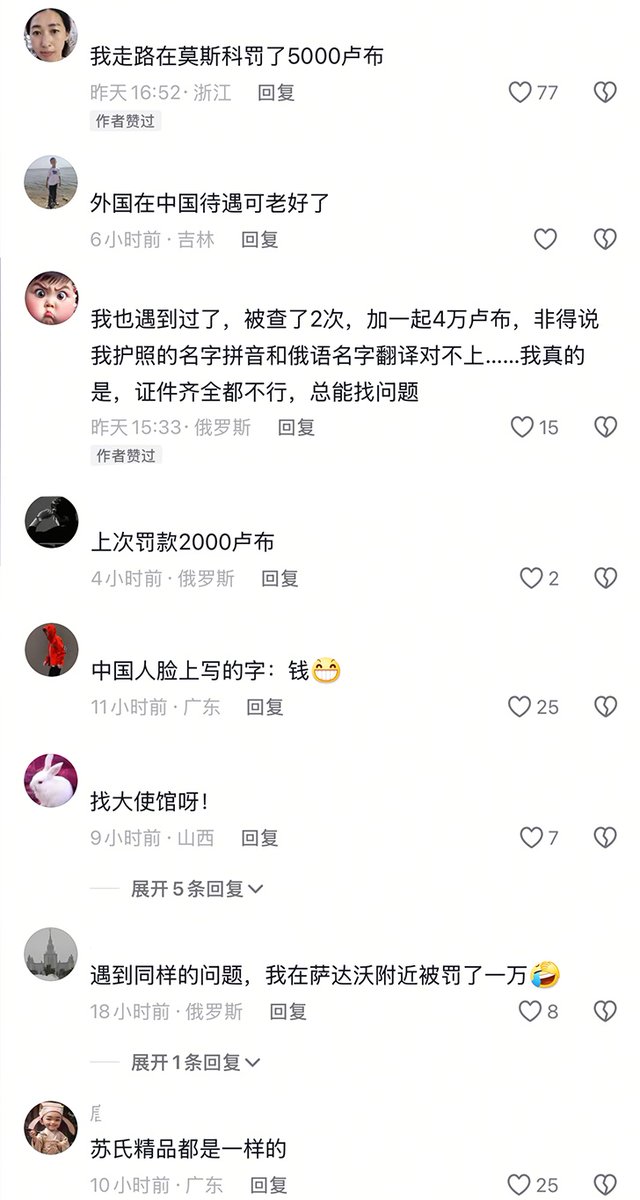 我走路在莫斯科罚了5000卢布
昨天16:52·浙江 回复 77
作者赞过
外国在中国待遇可老好了
6小时前·吉林 回复
我也遇到过了，被查了2次，加一起4万卢布，非得说
我护照的名字拼音和俄语名字翻译对不上……我真的
是，证件齐全都不行，总能找问题
昨天15:33·俄罗斯 回复 15
作者赞过
上次罚款2000卢布
4小时前·俄罗斯 回复 2
中国人脸上写的字：钱😁
11小时前·广东 回复 25
找大使馆呀！
9小时前·山西 回复 7
展开5条回复
遇到同样的问题，我在萨达沃附近被罚了一万🤣
18小时前·俄罗斯 回复 8
展开1条回复
苏氏精品都是一样的
10小时前·广东 回复 25